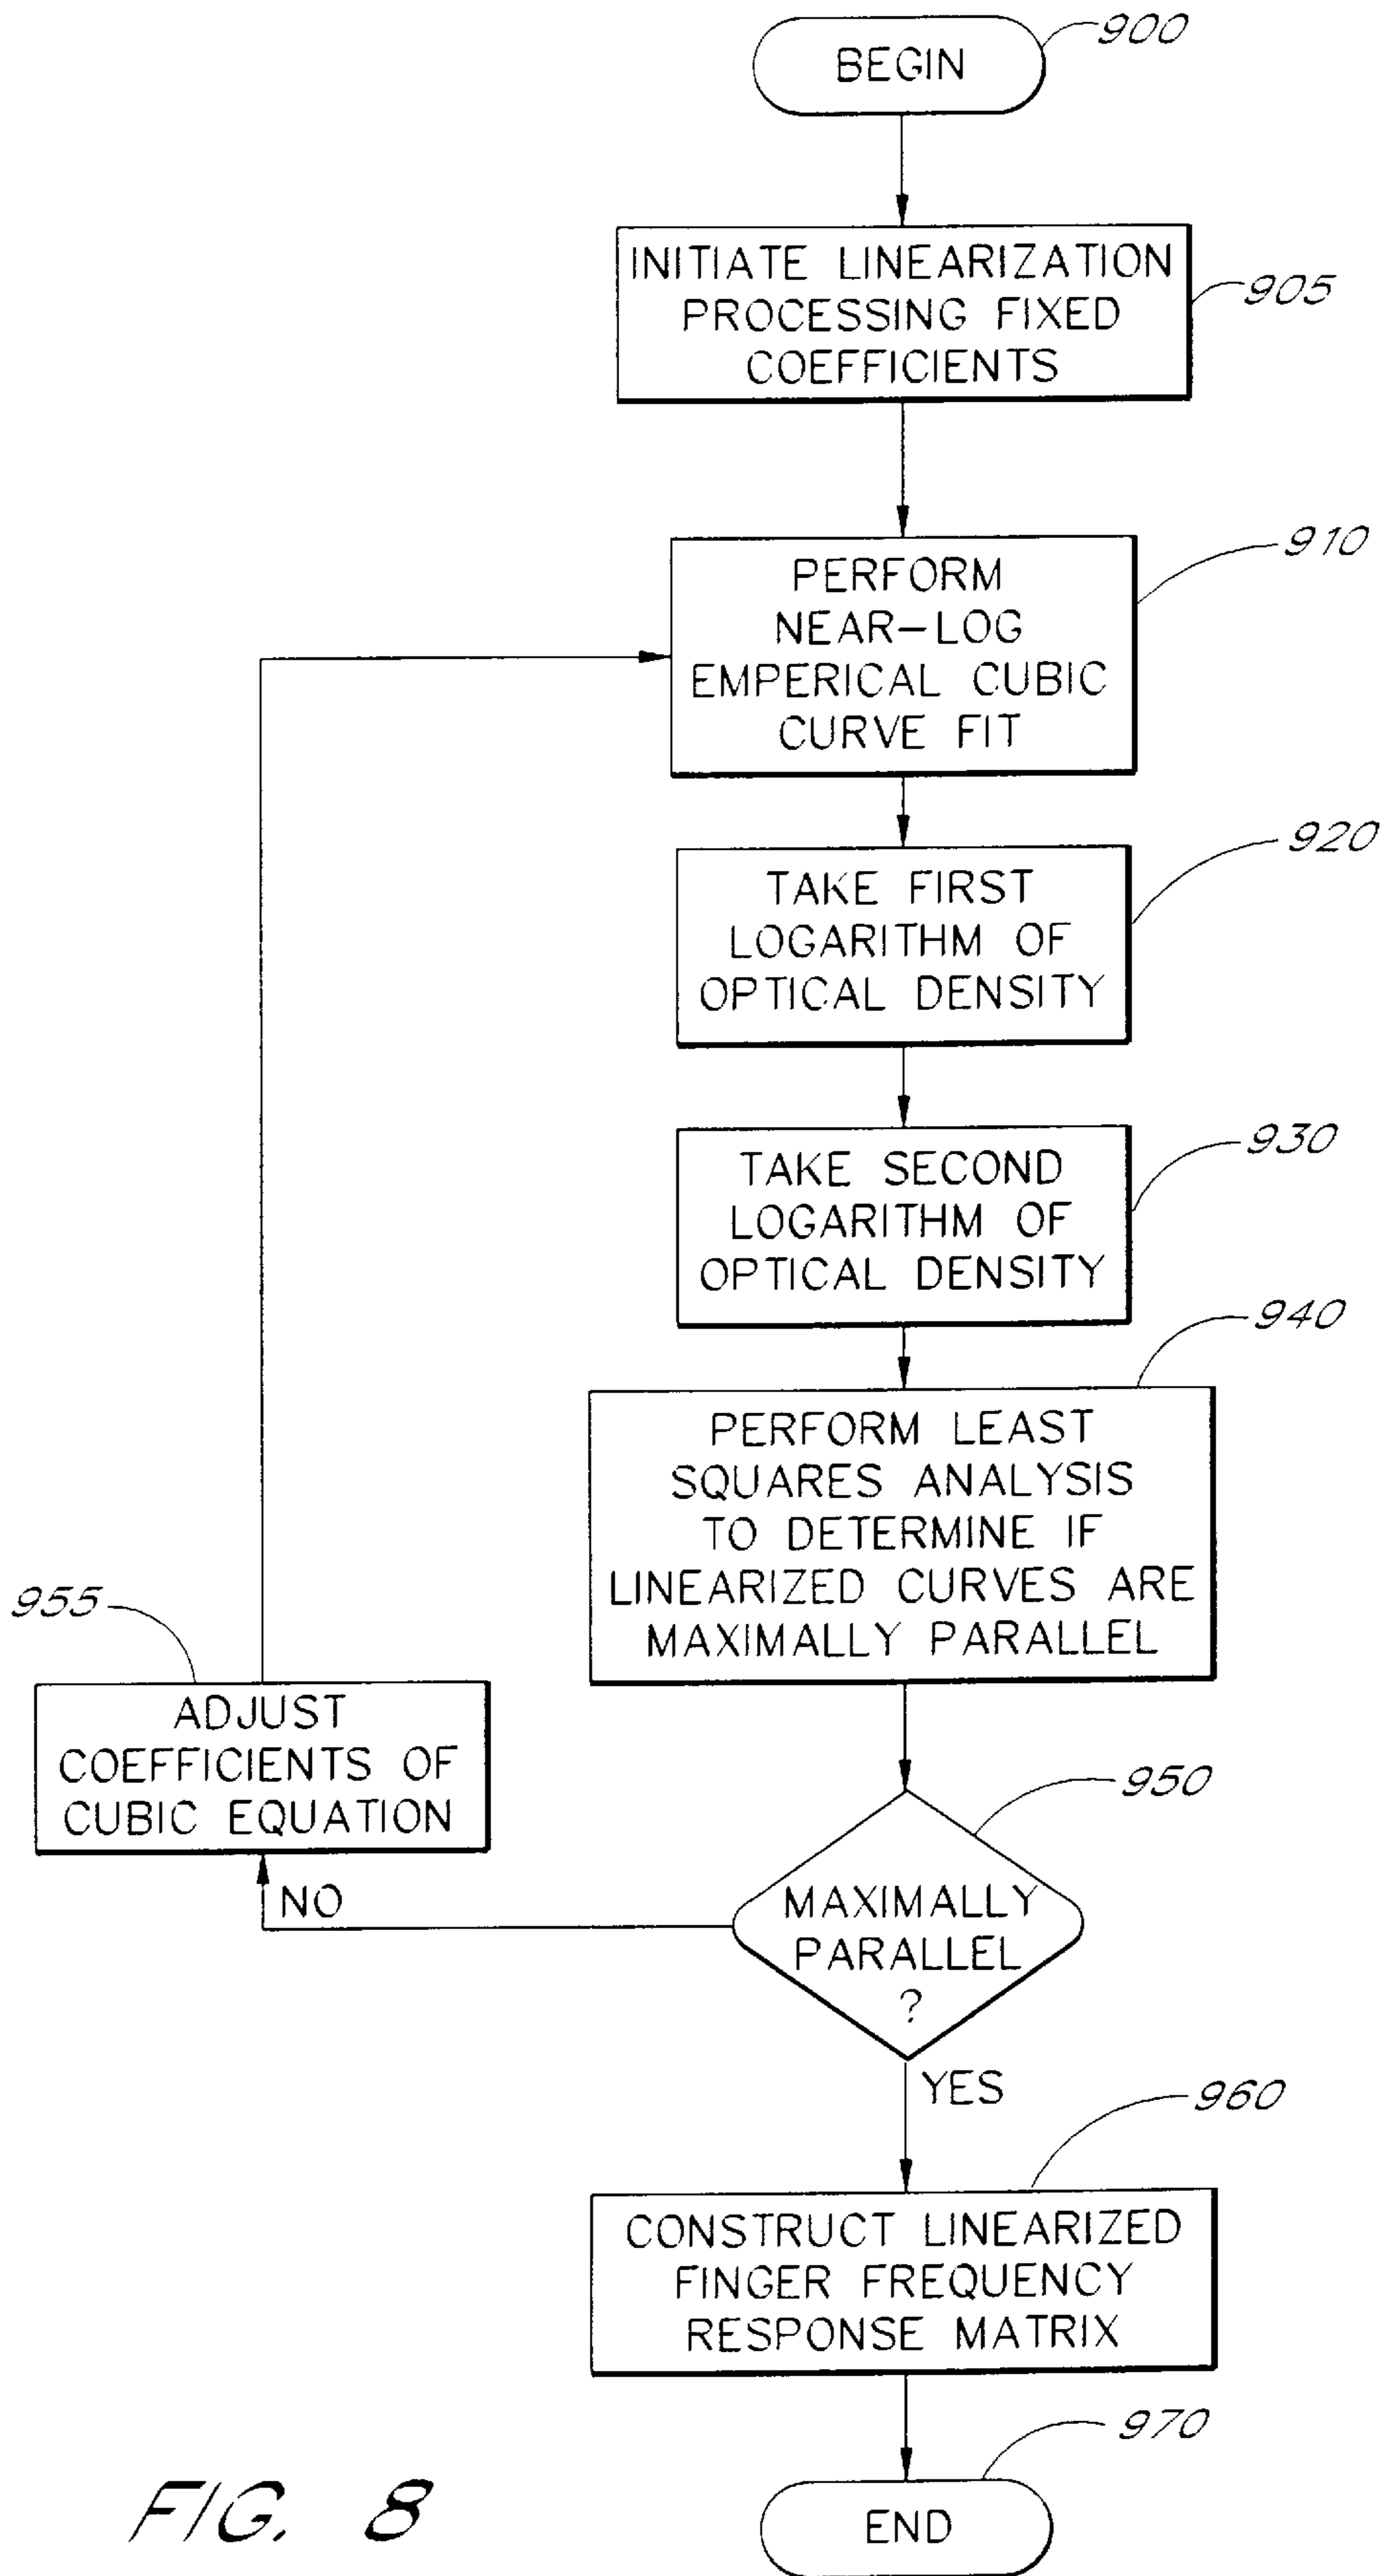 900
BEGIN
INITIATE LINEARIZATION
PROCESSING FIXED
COEFFICIENTS
905
910
PERFORM
NEAR-LOG
EMPERICAL CUBIC
CURVE FIT
920
TAKE FIRST
LOGARITHM OF
OPTICAL DENSITY
930
TAKE SECOND
LOGARITHM OF
OPTICAL DENSITY
940
PERFORM LEAST
SQUARES ANALYSIS
TO DETERMINE IF
LINEARIZED CURVES ARE
MAXIMALLY PARALLEL
955
ADJUST
COEFFICIENTS OF
CUBIC EQUATION
950
NO
MAXIMALLY
PARALLEL
?
YES
960
CONSTRUCT LINEARIZED
FINGER FREQUENCY
RESPONSE MATRIX
970
END
FIG. 8